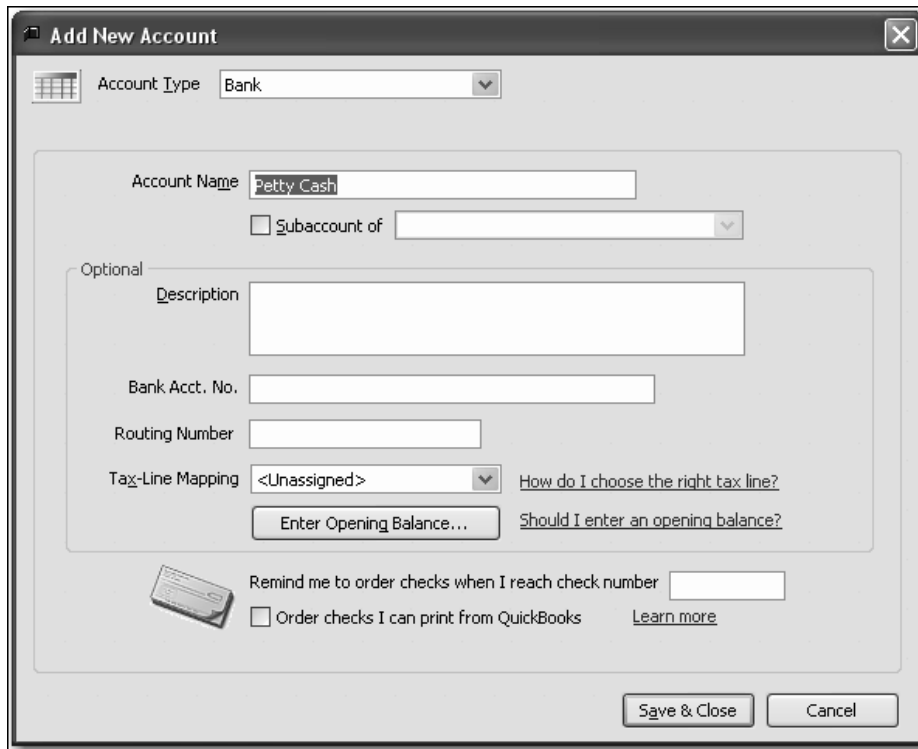 Add New Account
Account Type Bank
Account Name Petty Cash
Subaccount of
Optional
Description
Bank Acct. No.
Routing Number
Tax-Line Mapping <Unassigned> How do I choose the right tax line?
Enter Opening Balance... Should I enter an opening balance?
Remind me to order checks when I reach check number
Order checks I can print from QuickBooks Learn more
Save & Close Cancel